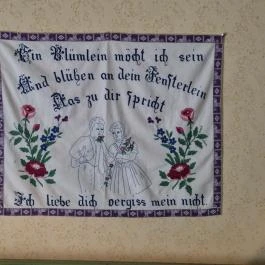 Ein Blümlein möcht ich sein
Und blühen an dein Fensterlein
Das zu dir spricht
Ich liebe dich vergiss mein nicht.